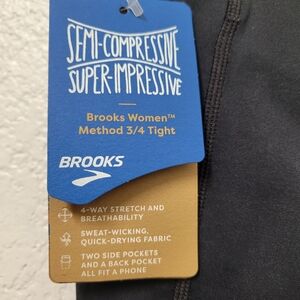 SEMI-COMPRESSIVE
SUPER-IMPRESSIVE
Brooks Women™
Method 3/4 Tight
BROOKS
4-WAY STRETCH AND
BREATHABILITY
SWEAT-WICKING,
QUICK-DRYING FABRIC
TWO SIDE POCKETS
AND A BACK POCKET
ALL FIT A PHONE